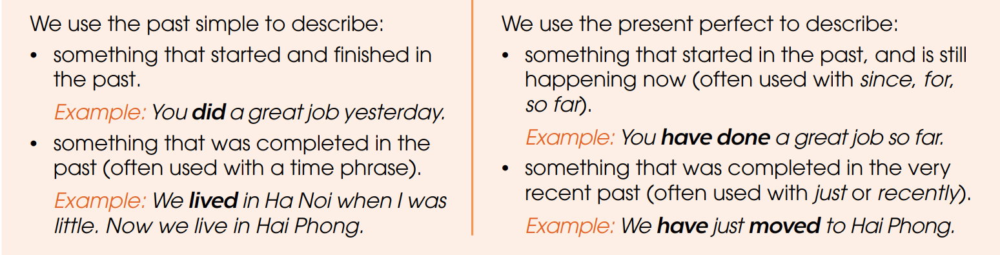 We use the past simple to describe:
• something that started and finished in
the past.
Example: You did a great job yesterday.
• something that was completed in the
past (often used with a time phrase).
Example: We lived in Ha Noi when I was
little. Now we live in Hai Phong.
We use the present perfect to describe:
• something that started in the past, and is still
happening now (often used with since, for,
so far).
Example: You have done a great job so far.
• something that was completed in the very
recent past (often used with just or recently).
Example: We have just moved to Hai Phong.